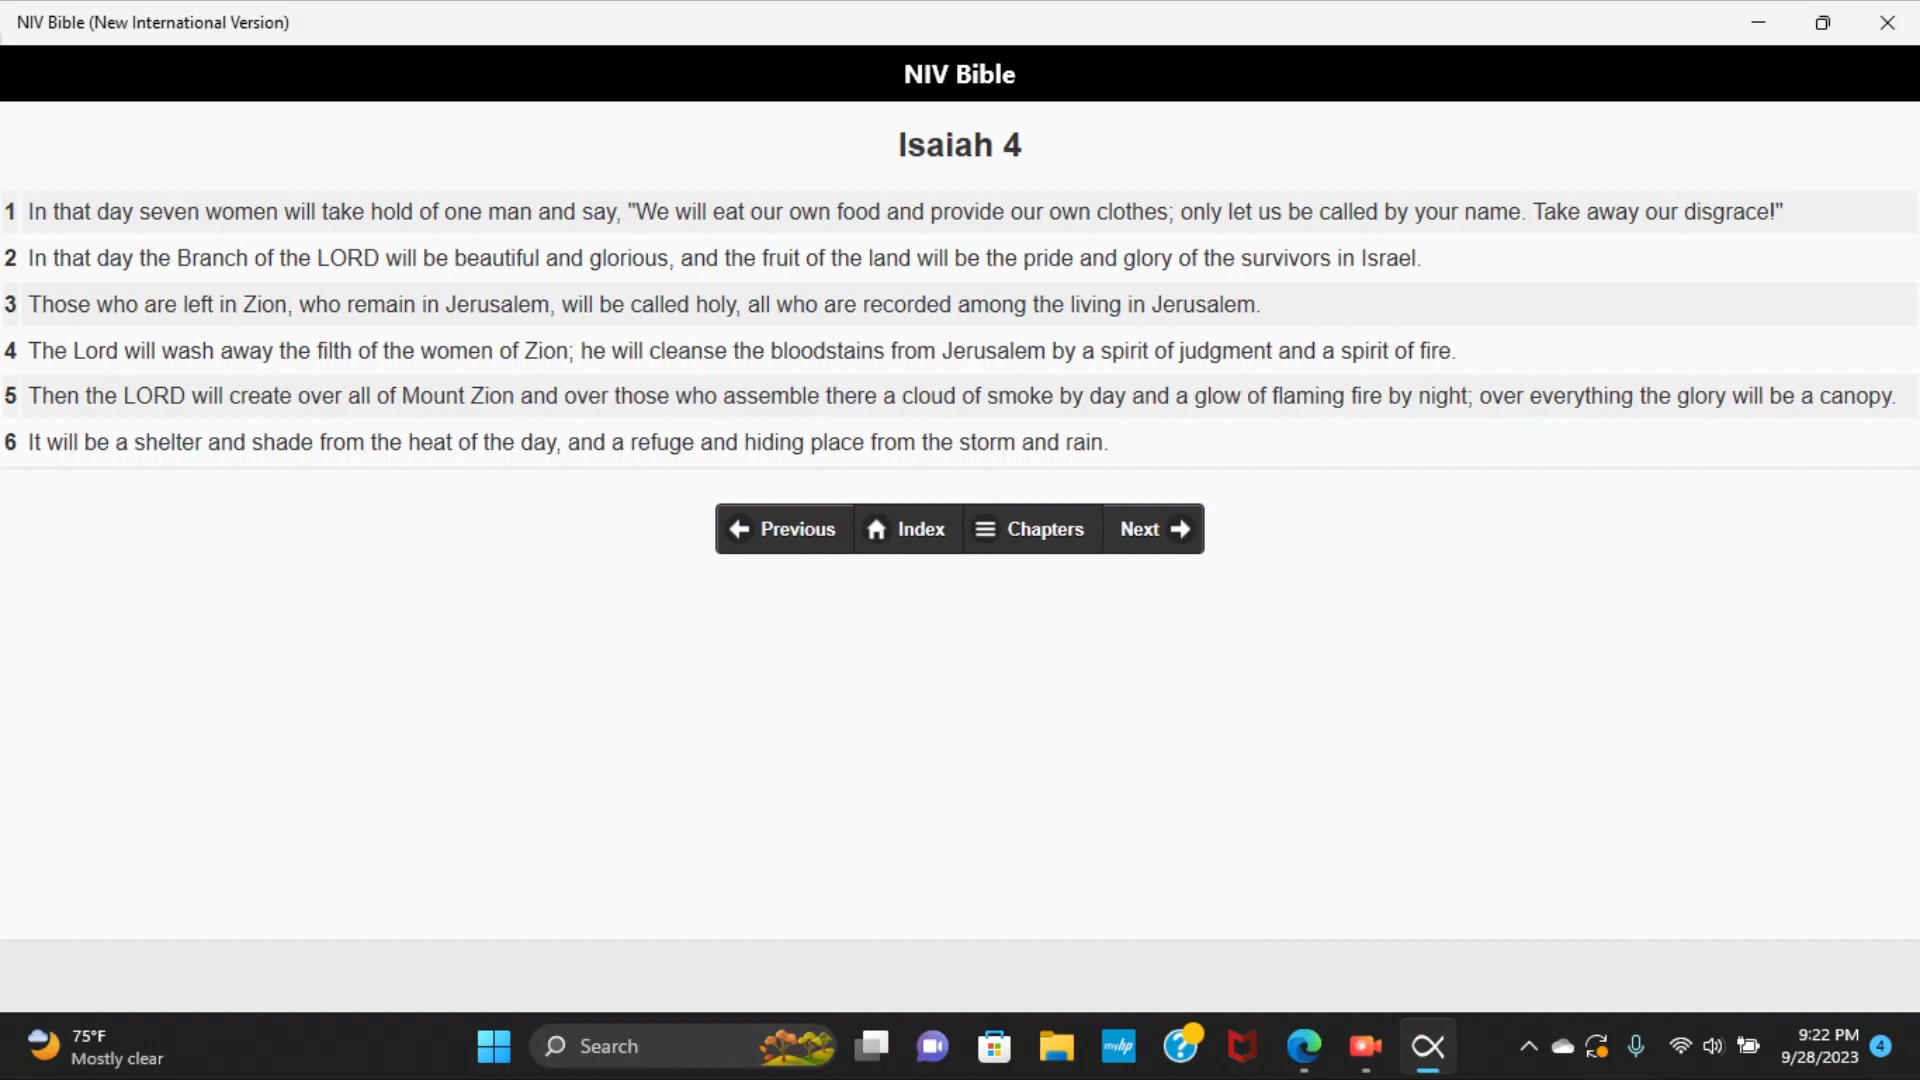 NIV Bible (New International Version)
NIV Bible
Isaiah 4
1 In that day seven women will take hold of one man and say, "We will eat our own food and provide our own clothes; only let us be called by your name. Take away our disgrace!"
2 In that day the Branch of the LORD will be beautiful and glorious, and the fruit of the land will be the pride and glory of the survivors in Israel.
3 Those who are left in Zion, who remain in Jerusalem, will be called holy, all who are recorded among the living in Jerusalem.
4 The Lord will wash away the filth of the women of Zion; he will cleanse the bloodstains from Jerusalem by a spirit of judgment and a spirit of fire.
5 Then the LORD will create over all of Mount Zion and over those who assemble there a cloud of smoke by day and a glow of flaming fire by night; over everything the glory will be a canopy.
6 It will be a shelter and shade from the heat of the day, and a refuge and hiding place from the storm and rain.
Previous Index Chapters Next
75°F
Mostly clear
Search
myhp
9:22 PM
9/28/2023
4